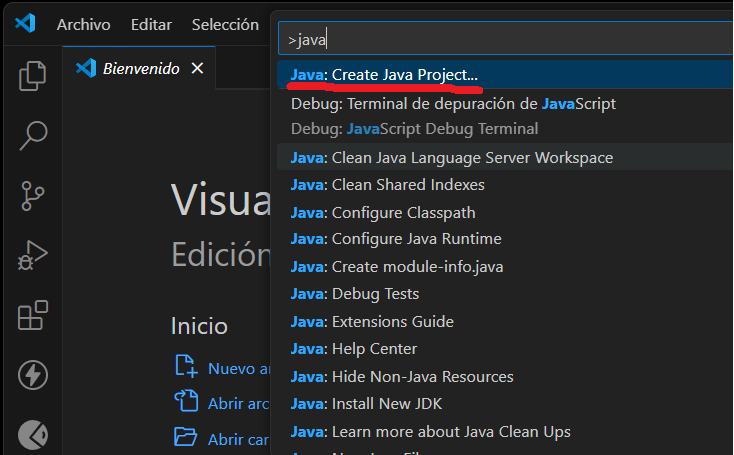 Archivo Editar Selección
>java
Bienvenido
Java: Create Java Project...
Debug: Terminal de depuración de JavaScript
Debug: JavaScript Debug Terminal
Java: Clean Java Language Server Workspace
Java: Clean Shared Indexes
Java: Configure Classpath
Java: Configure Java Runtime
Java: Create module-info.java
Java: Debug Tests
Java: Extensions Guide
Java: Help Center
Java: Hide Non-Java Resources
Java: Install New JDK
Java: Learn more about Java Clean Ups
Visua
Edición
Inicio
Nuevo a
Abrir arc
Abrir car